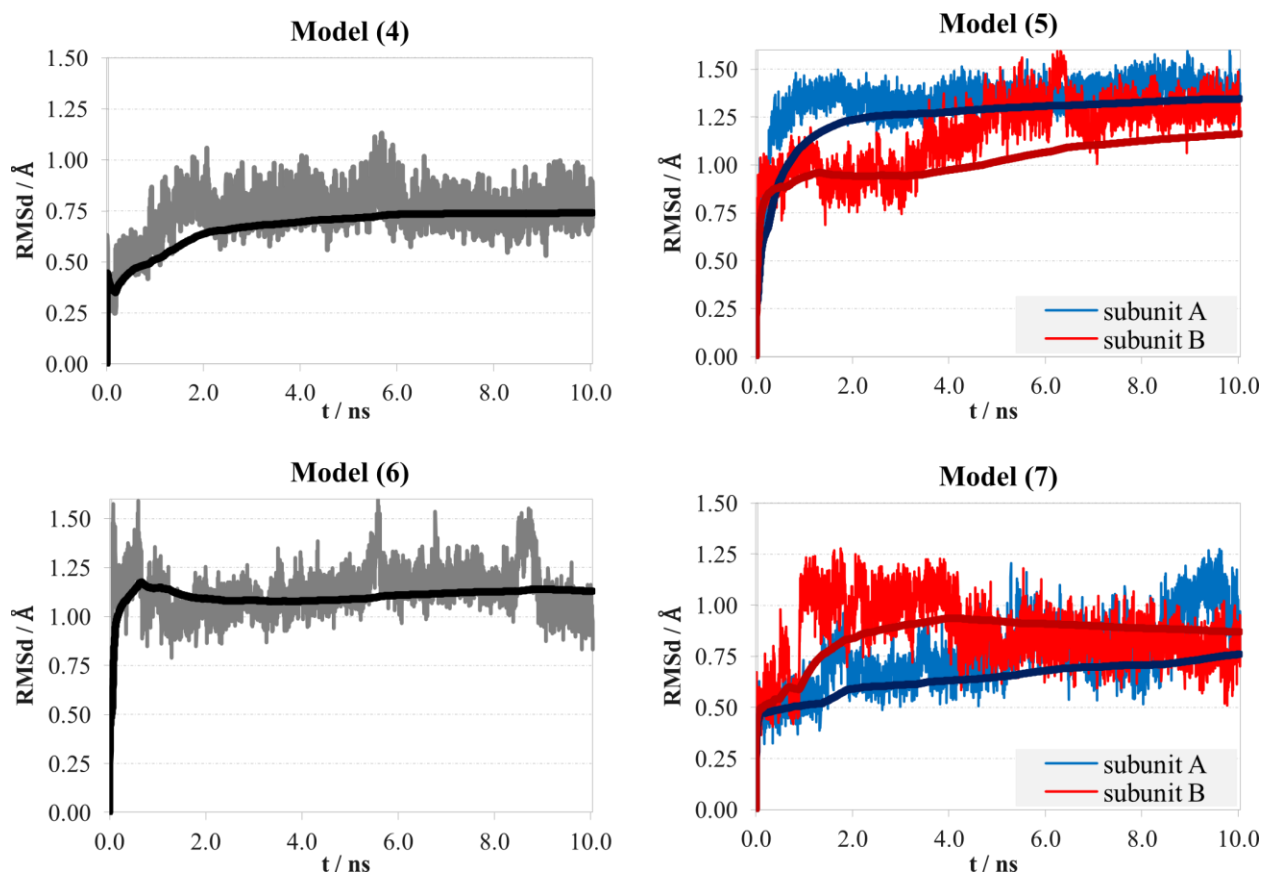 Model (4)
1.50
1.25
1.00
0.75
0.50
0.25
0.00
RMSd / Å
0.0 2.0 4.0 6.0 8.0 10.0
t / ns
Model (5)
1.50
1.25
1.00
0.75
0.50
0.25
0.00
RMSd / Å
subunit A
subunit B
0.0 2.0 4.0 6.0 8.0 10.0
t / ns
Model (6)
1.50
1.25
1.00
0.75
0.50
0.25
0.00
RMSd / Å
0.0 2.0 4.0 6.0 8.0 10.0
t / ns
Model (7)
1.50
1.25
1.00
0.75
0.50
0.25
0.00
RMSd / Å
subunit A
subunit B
0.0 2.0 4.0 6.0 8.0 10.0
t / ns